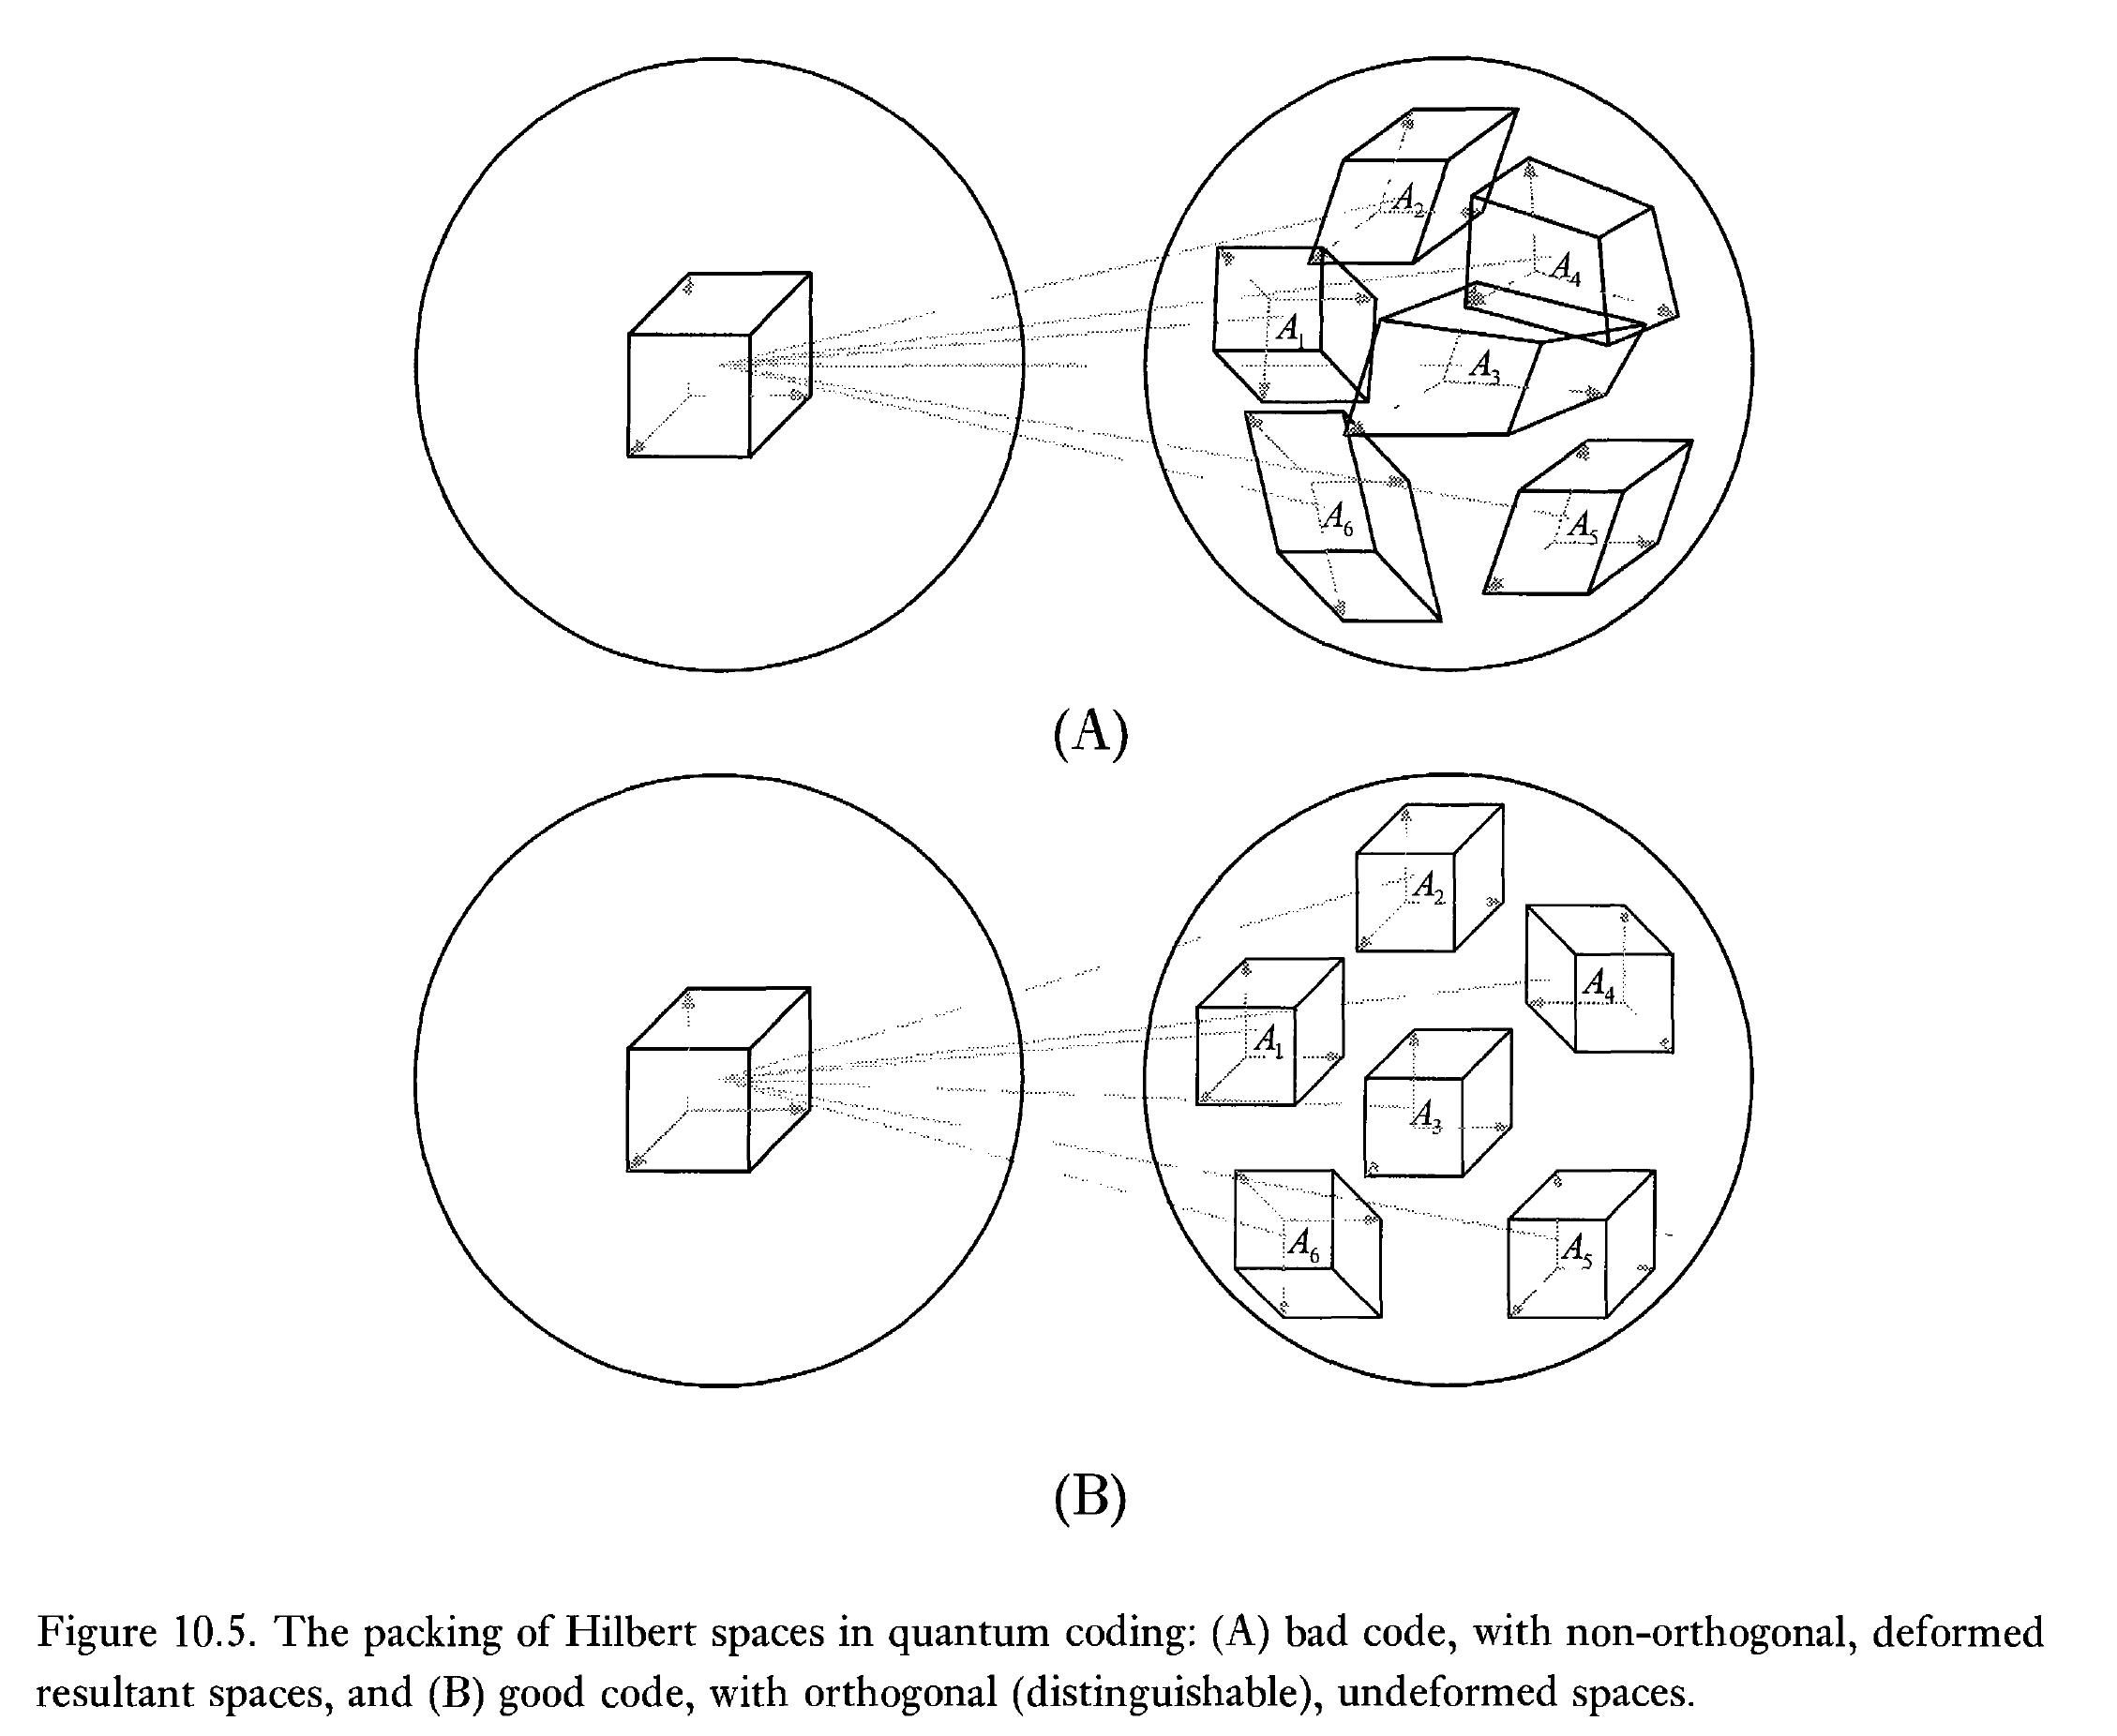 A₂
A₄
A₁
A₃
A₆
A₅
(A)
A₂
A₄
A₁
A₃
A₆
A₅
(B)
Figure 10.5. The packing of Hilbert spaces in quantum coding: (A) bad code, with non-orthogonal, deformed
resultant spaces, and (B) good code, with orthogonal (distinguishable), undeformed spaces.